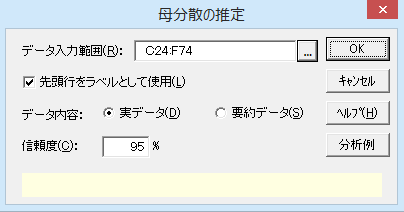 母分散の推定
データ入力範囲(R): C24:F74 ... OK
先頭行をラベルとして使用(L) ｷｬﾝｾﾙ
データ内容: 実データ(D) 要約データ(S) ﾍﾙﾌﾟ(H)
信頼度(C): 95 % 分析例